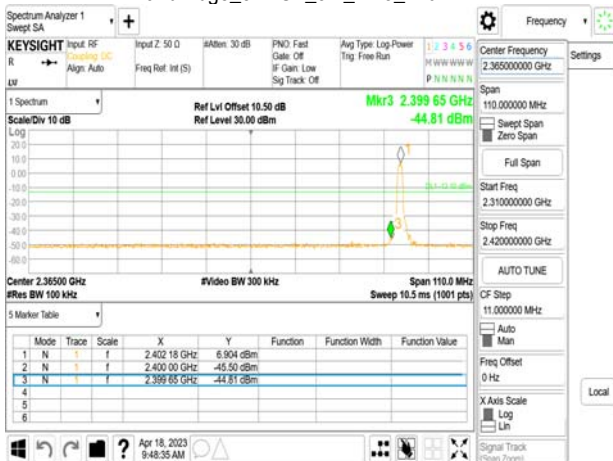 Spectrum Analyzer 1
Swept SA
Frequency
KEYSIGHT Input: RF Input Z: 50 Ω #Atten: 30 dB PNO: Fast Avg Type: Log-Power 1 2 3 4 5 6
R Coupling: DC Gate: Off Trig: Free Run M W W W W W
Align: Auto Freq Ref: Int (S) IF Gain: Low
Sig Track: Off P N N N N N
Center Frequency
2.365000000 GHz
Settings
1 Spectrum
Ref Lvl Offset 10.50 dB
Mkr3 2.399 65 GHz
Scale/Div 10 dB
Ref Level 30.00 dBm
-44.81 dBm
Span
110.000000 MHz
Swept Span
Zero Span
Log
20.0
10.0
0.00
-10.0
-20.0
-30.0
-40.0
-50.0
-60.0
1
3
Full Span
Start Freq
2.310000000 GHz
Stop Freq
2.420000000 GHz
AUTO TUNE
Center 2.36500 GHz
#Video BW 300 kHz
Span 110.0 MHz
#Res BW 100 kHz
Sweep 10.5 ms (1001 pts)
CF Step
11.000000 MHz
Auto
Man
5 Marker Table
Mode Trace Scale X Y Function Function Width Function Value
1 N 1 f 2.402 18 GHz 6.904 dBm
2 N 1 f 2.400 00 GHz -45.50 dBm
3 N 1 f 2.399 65 GHz -44.81 dBm
4
5
6
Freq Offset
0 Hz
X Axis Scale
Log
Lin
Local
Signal Track
(Span Zoom)
? Apr 18, 2023
9:48:35 AM